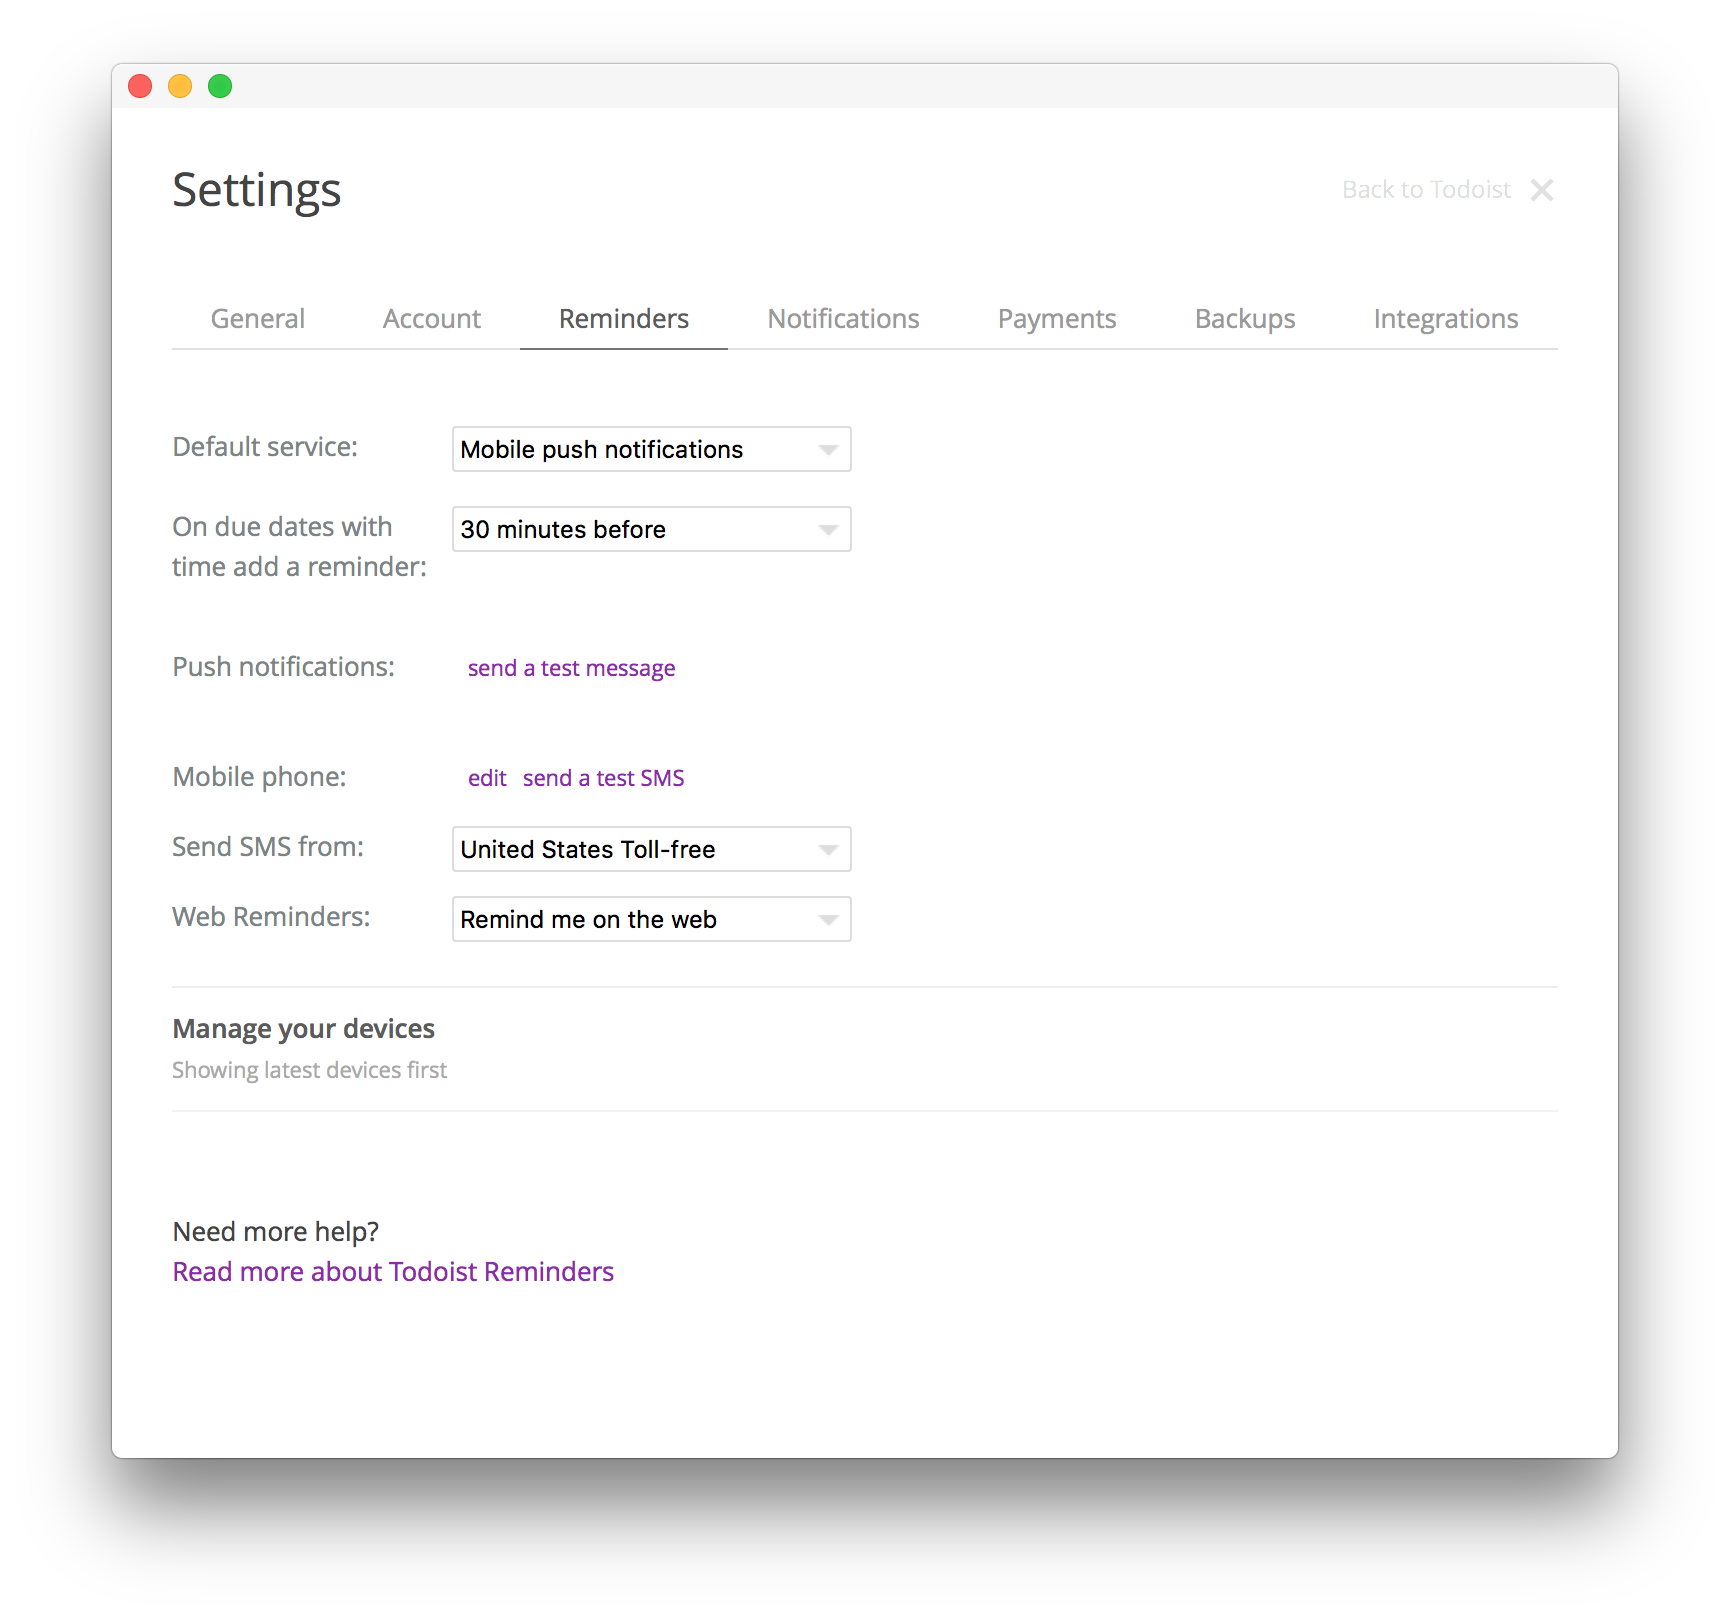 Settings
Back to Todoist
General Account Reminders Notifications Payments Backups Integrations
Default service: Mobile push notifications
On due dates with
time add a reminder: 30 minutes before
Push notifications: send a test message
Mobile phone: edit send a test SMS
Send SMS from: United States Toll-free
Web Reminders: Remind me on the web
Manage your devices
Showing latest devices first
Need more help?
Read more about Todoist Reminders